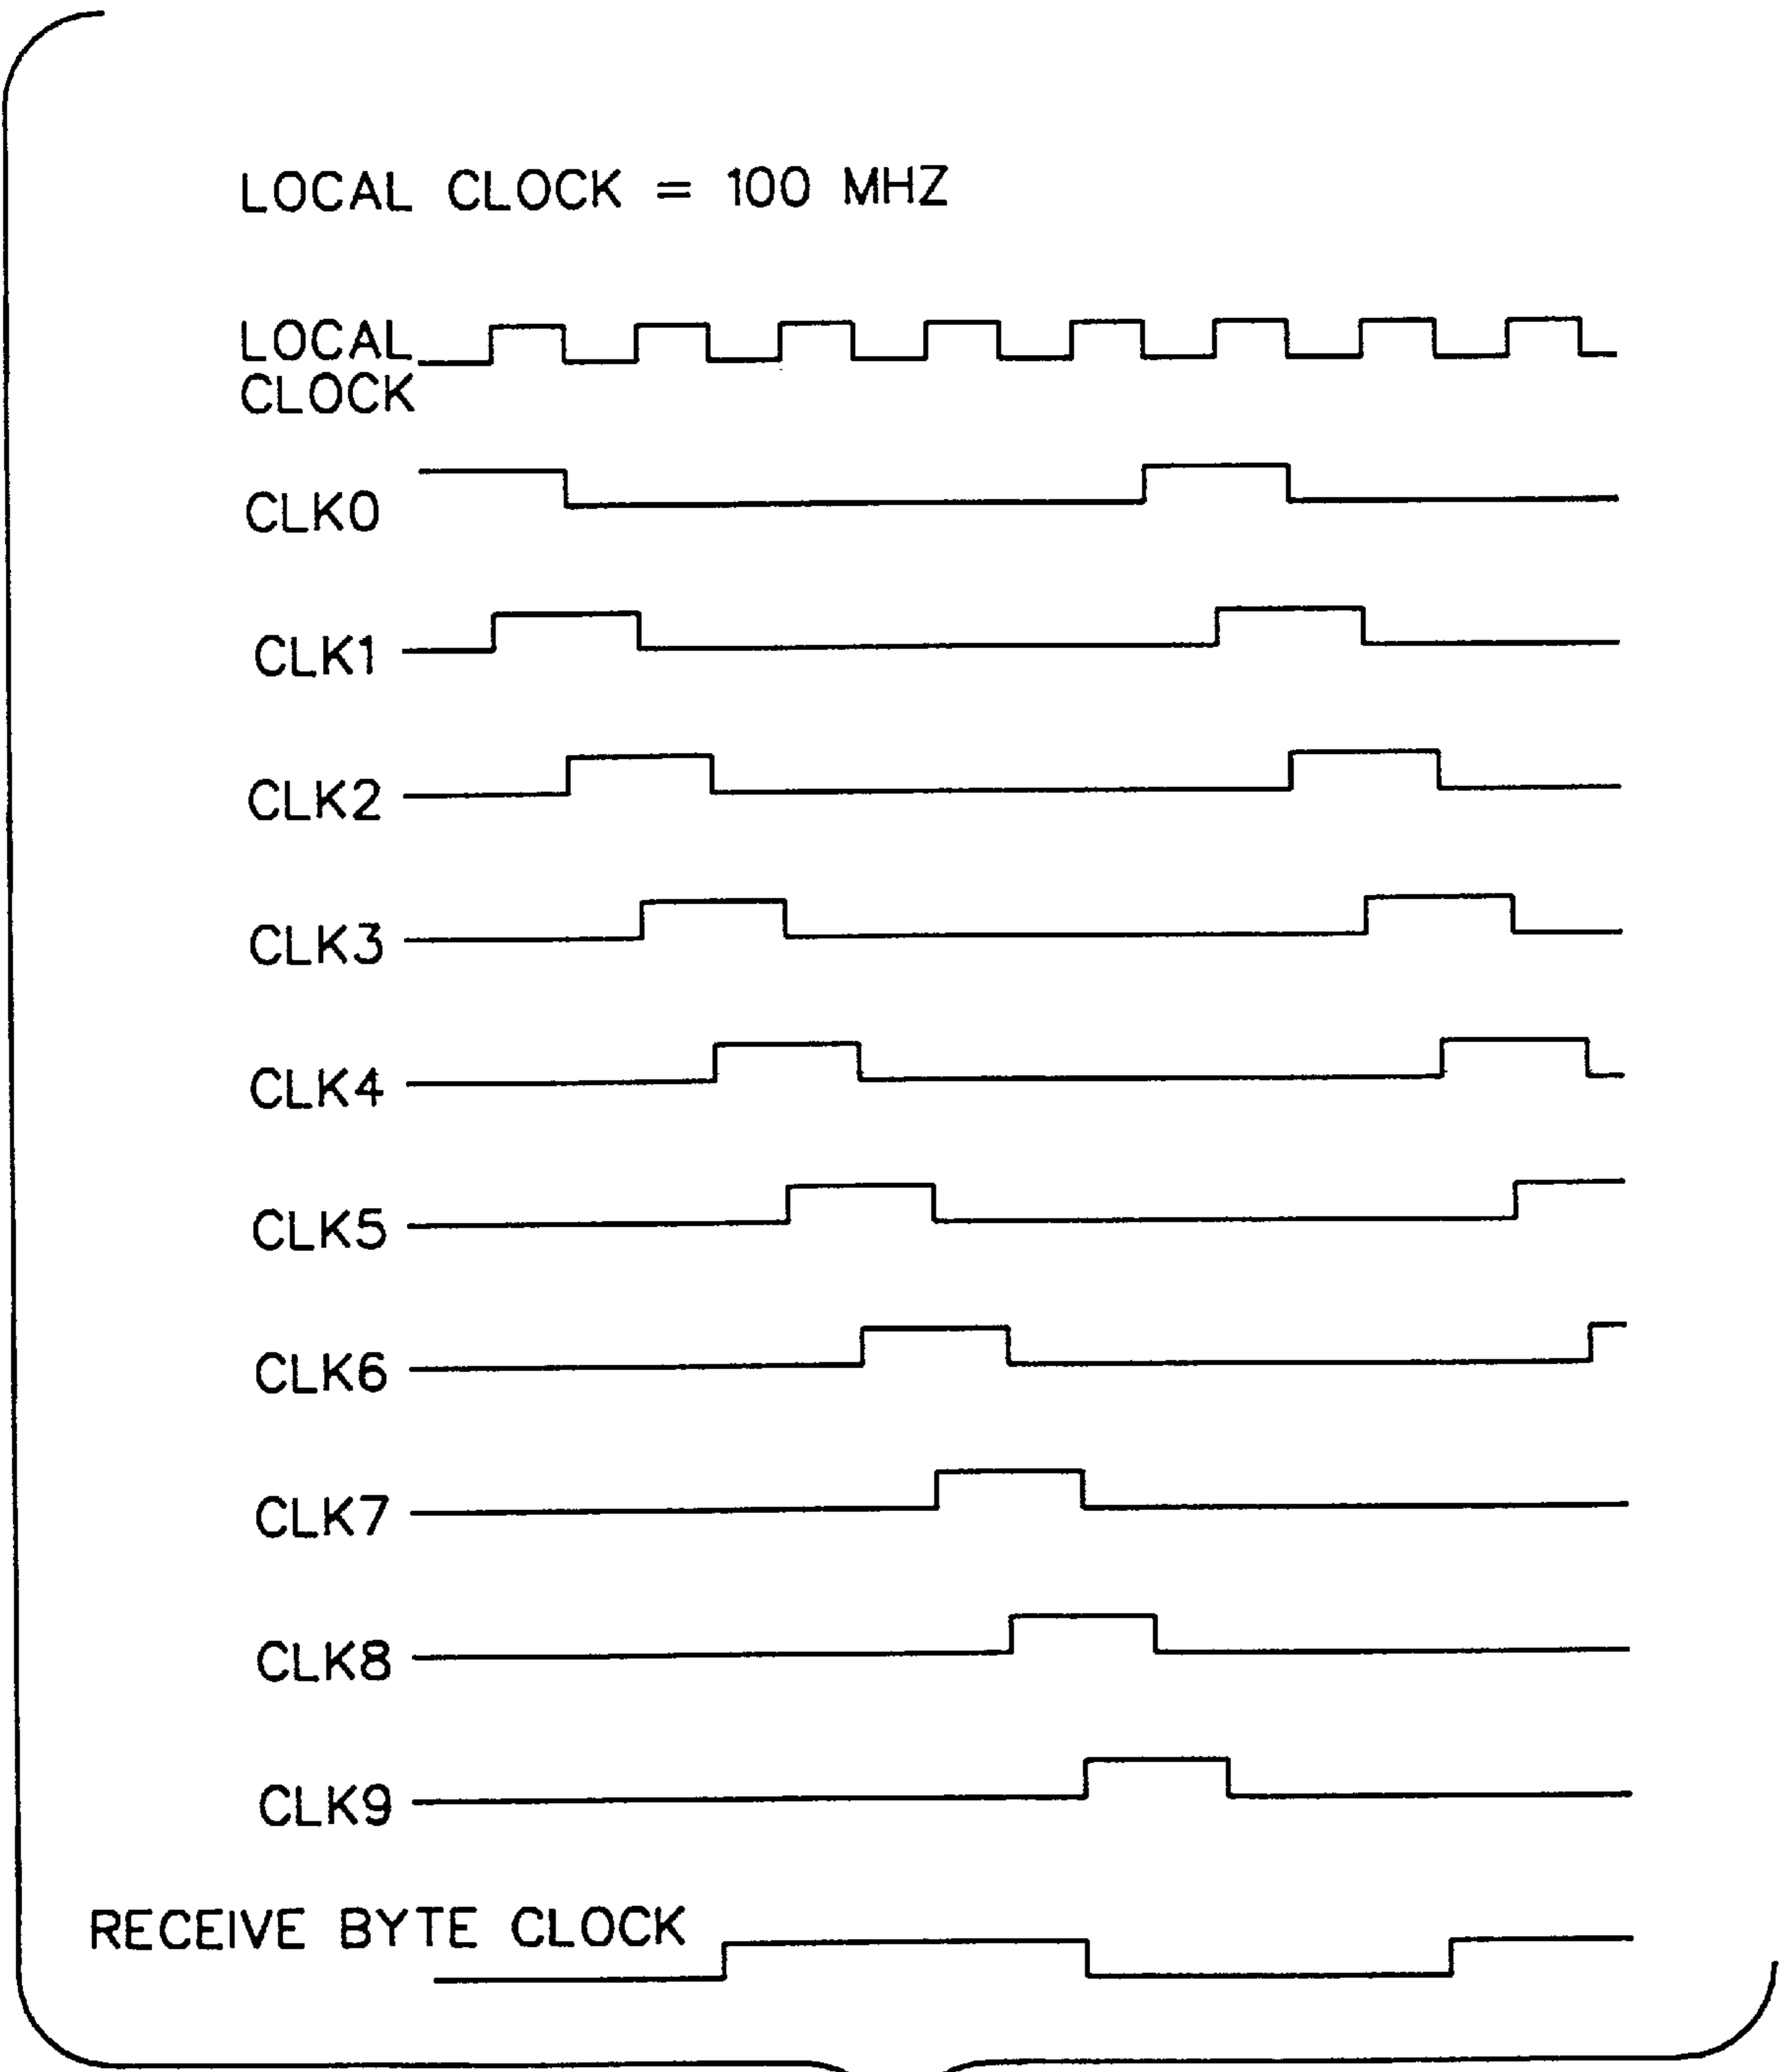 LOCAL CLOCK = 100 MHZ
LOCAL
CLOCK
CLK0
CLK1
CLK2
CLK3
CLK4
CLK5
CLK6
CLK7
CLK8
CLK9
RECEIVE BYTE CLOCK